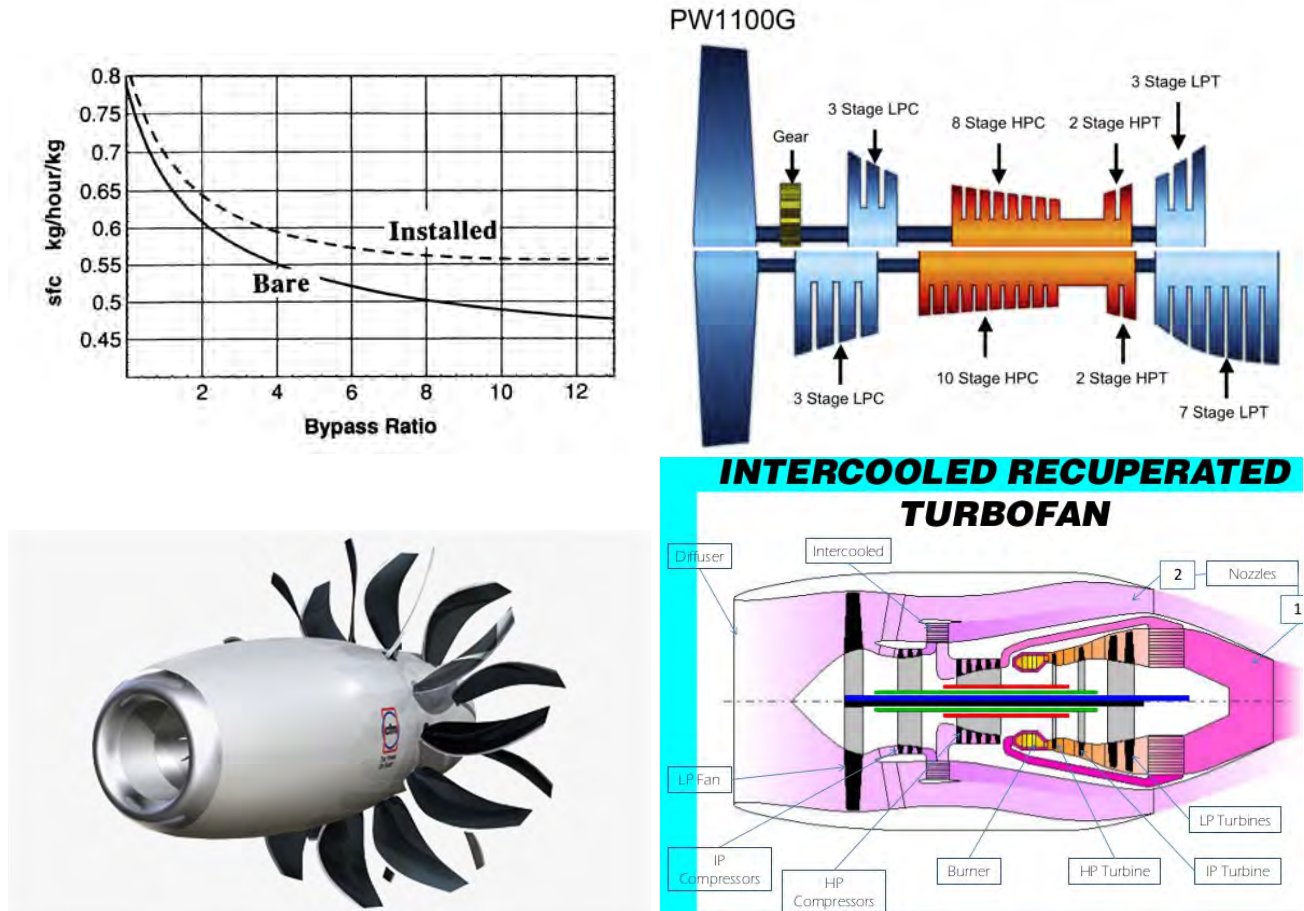 0.8
0.75
0.7
0.65
0.6
0.55
0.5
0.45
sfc kg/hour/kg
Installed
Bare
2 4 6 8 10 12
Bypass Ratio
PW1100G
3 Stage LPT
3 Stage LPC
8 Stage HPC
2 Stage HPT
Gear
3 Stage LPC
10 Stage HPC
2 Stage HPT
7 Stage LPT
cfm
INTERCOOLED RECUPERATED
TURBOFAN
Diffuser
Intercooled
2
Nozzles
1
LP Fan
IP
Compressors
HP
Compressors
Burner
HP Turbine
IP Turbine
LP Turbines